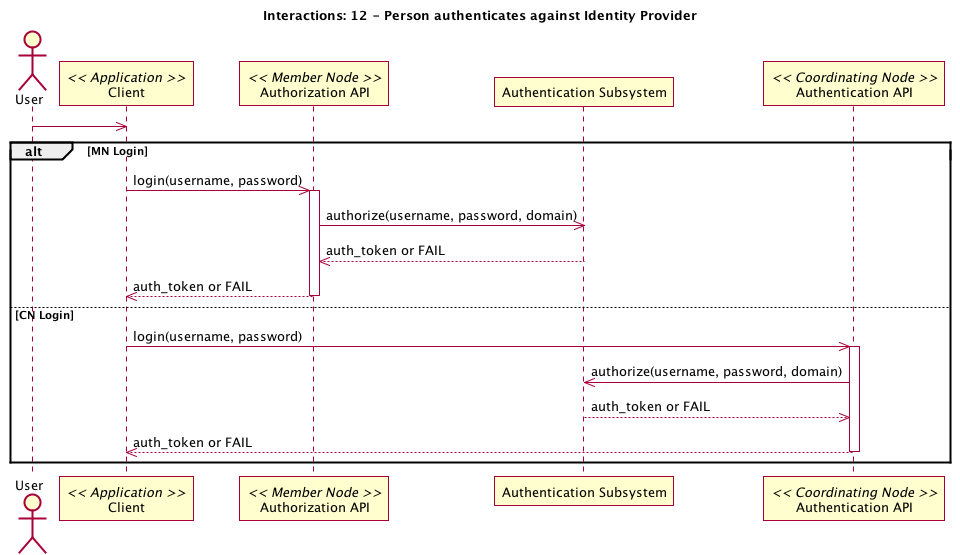 Interactions: 12 - Person authenticates against Identity Provider
User
<< Application >>
Client
<< Member Node >>
Authorization API
Authentication Subsystem
<< Coordinating Node >>
Authentication API
alt
[MN Login]
login(username, password)
authorize(username, password, domain)
auth_token or FAIL
auth_token or FAIL
[CN Login]
login(username, password)
authorize(username, password, domain)
auth_token or FAIL
auth_token or FAIL
User
<< Application >>
Client
<< Member Node >>
Authorization API
Authentication Subsystem
<< Coordinating Node >>
Authentication API